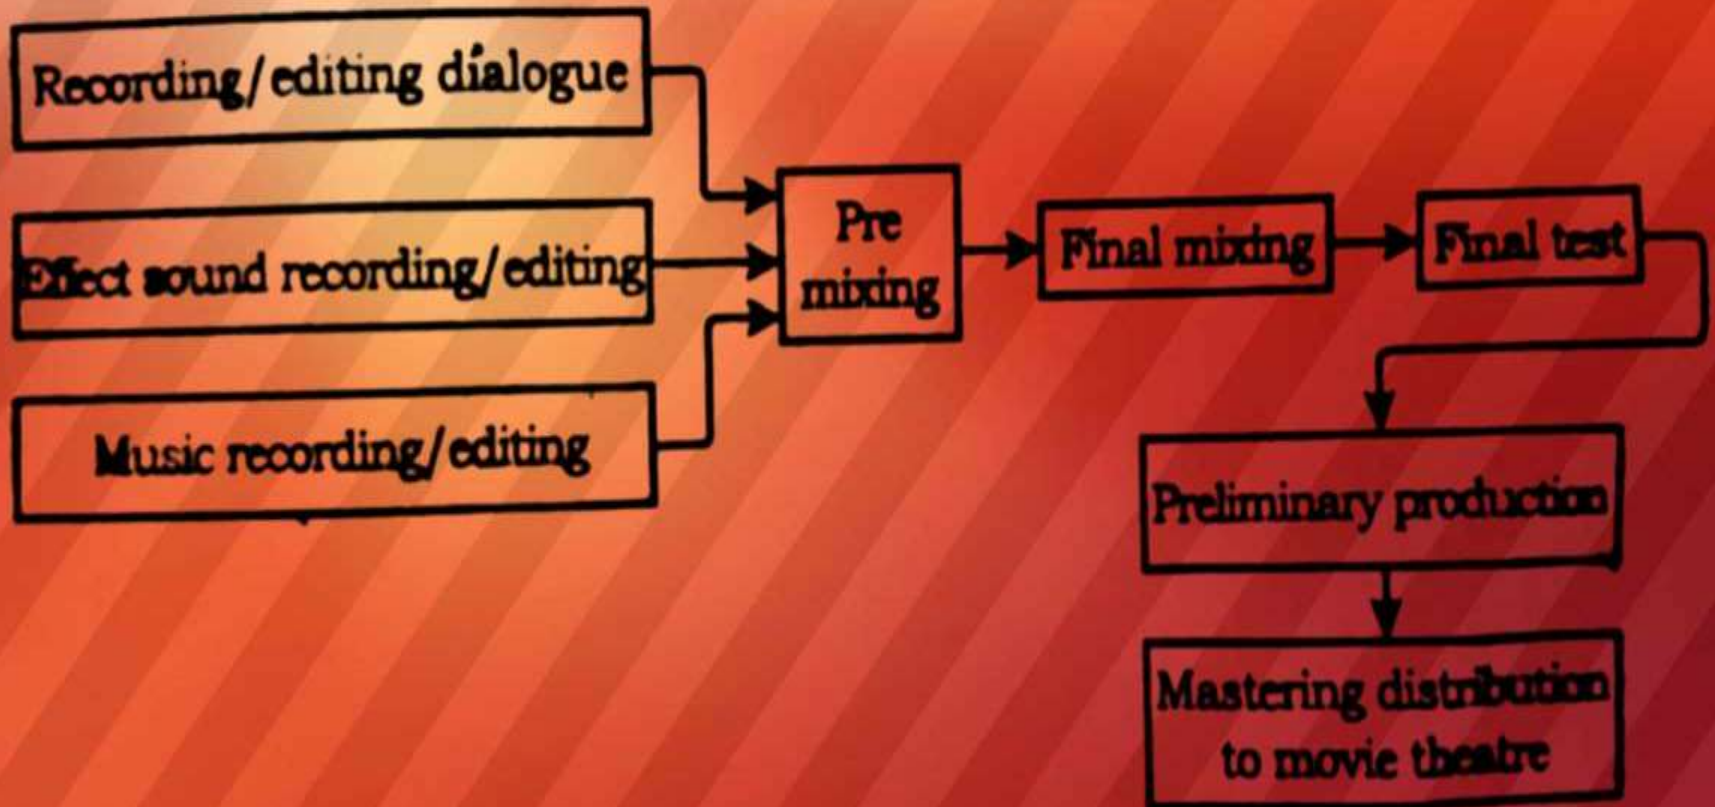 Recording/editing dialogue
Effect sound recording/editing
Music recording/editing
Pre
mixing
Final mixing
Final test
Preliminary production
Mastering distribution
to movie theatre